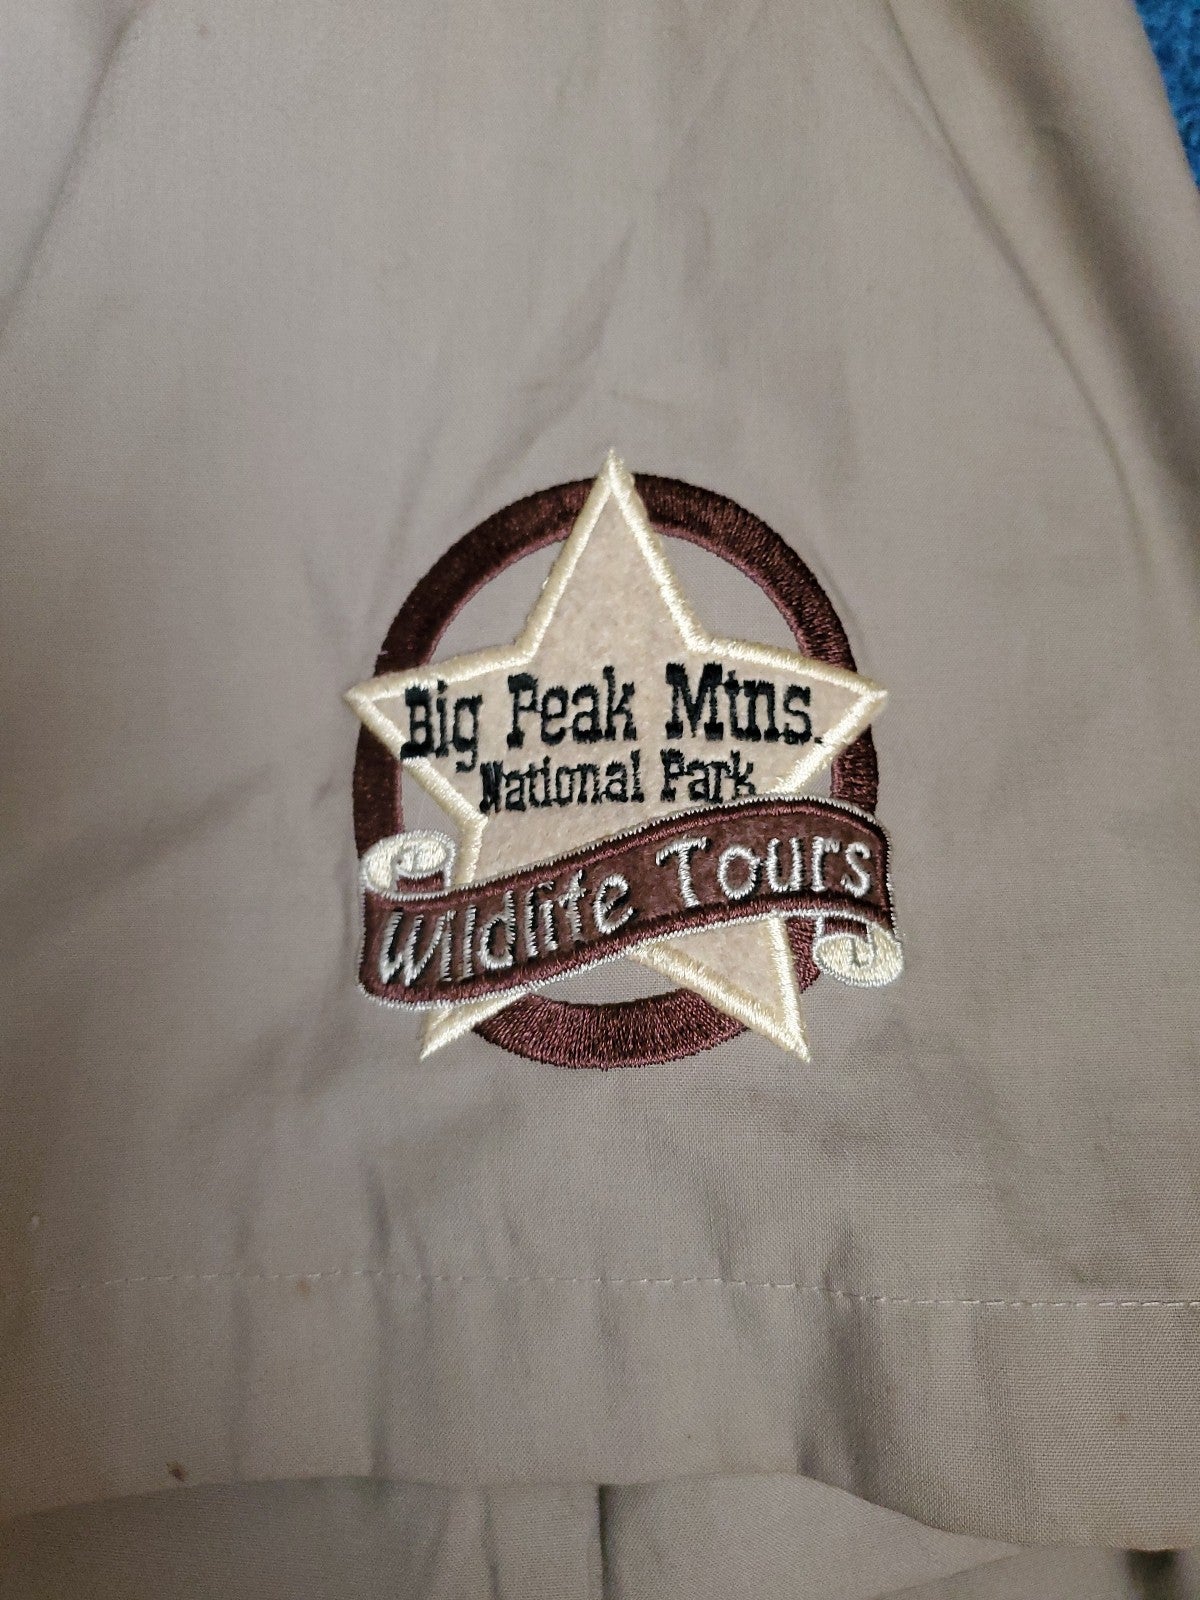 Big Peak Mtns.
National Park
Wildlife Tours